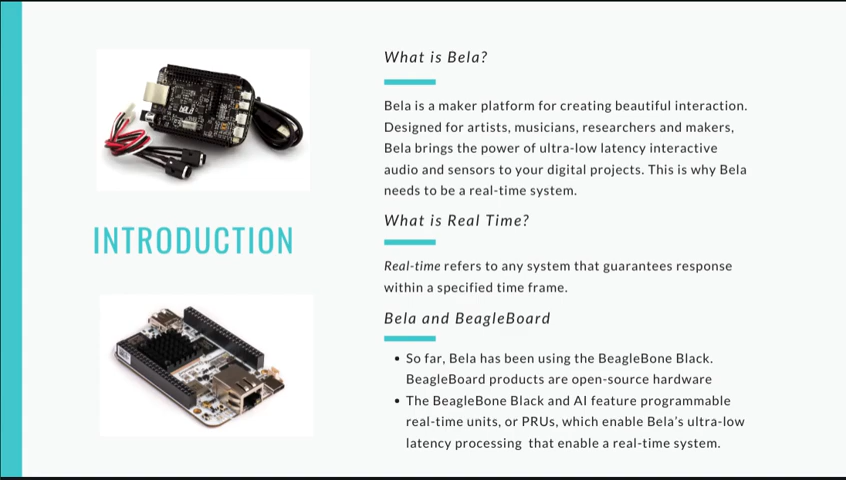 INTRODUCTION
What is Bela?
Bela is a maker platform for creating beautiful interaction.
Designed for artists, musicians, researchers and makers,
Bela brings the power of ultra-low latency interactive
audio and sensors to your digital projects. This is why Bela
needs to be a real-time system.
What is Real Time?
Real-time refers to any system that guarantees response
within a specified time frame.
Bela and BeagleBoard
• So far, Bela has been using the BeagleBone Black.
BeagleBoard products are open-source hardware
• The BeagleBone Black and AI feature programmable
real-time units, or PRUs, which enable Bela's ultra-low
latency processing that enable a real-time system.